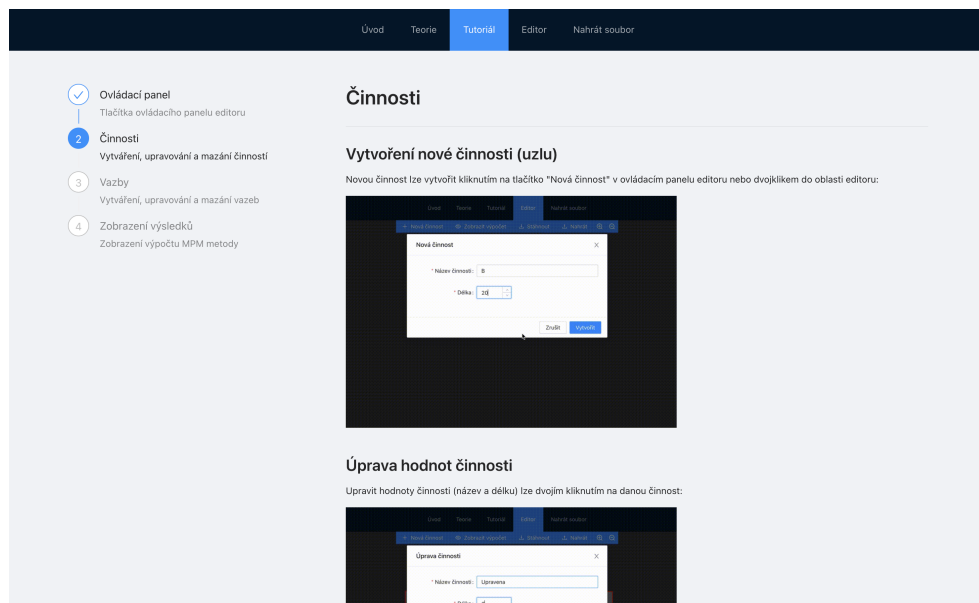 Úvod Teorie Tutoriál Editor Nahrát soubor
Ovládací panel
Tlačítka ovládacího panelu editoru
2 Činnosti
Vytváření, upravování a mazání činností
3 Vazby
Vytváření, upravování a mazání vazeb
4 Zobrazení výsledků
Zobrazení výpočtu MPM metody
Činnosti
Vytvoření nové činnosti (uzlu)
Novou činnost lze vytvořit kliknutím na tlačítko "Nová činnost" v ovládacím panelu editoru nebo dvojklikem do oblasti editoru:
Úvod Teorie Tutoriál Editor Nahrát soubor
+ Nová činnost Zobrazit výpočet Stáhnout Nahrát
Nová činnost
* Název činnosti: B
* Délka: 20
Zrušit Vytvořit
Úprava hodnot činnosti
Upravit hodnoty činnosti (název a délku) lze dvojím kliknutím na danou činnost:
Úvod Teorie Tutoriál Editor Nahrát soubor
+ Nová činnost Zobrazit výpočet Stáhnout Nahrát
Úprava činnosti
* Název činnosti: Upravena